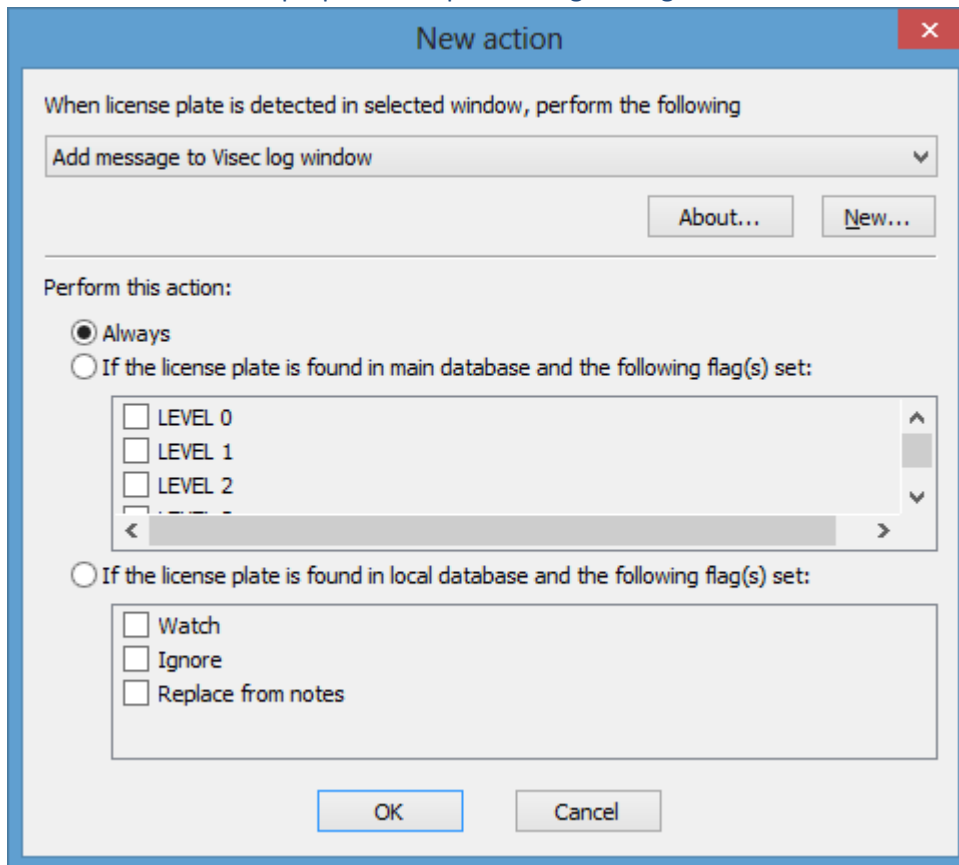 New action
When license plate is detected in selected window, perform the following
Add message to Visec log window
About...
New...
Perform this action:
Always
If the license plate is found in main database and the following flag(s) set:
LEVEL 0
LEVEL 1
LEVEL 2
If the license plate is found in local database and the following flag(s) set:
Watch
Ignore
Replace from notes
OK
Cancel